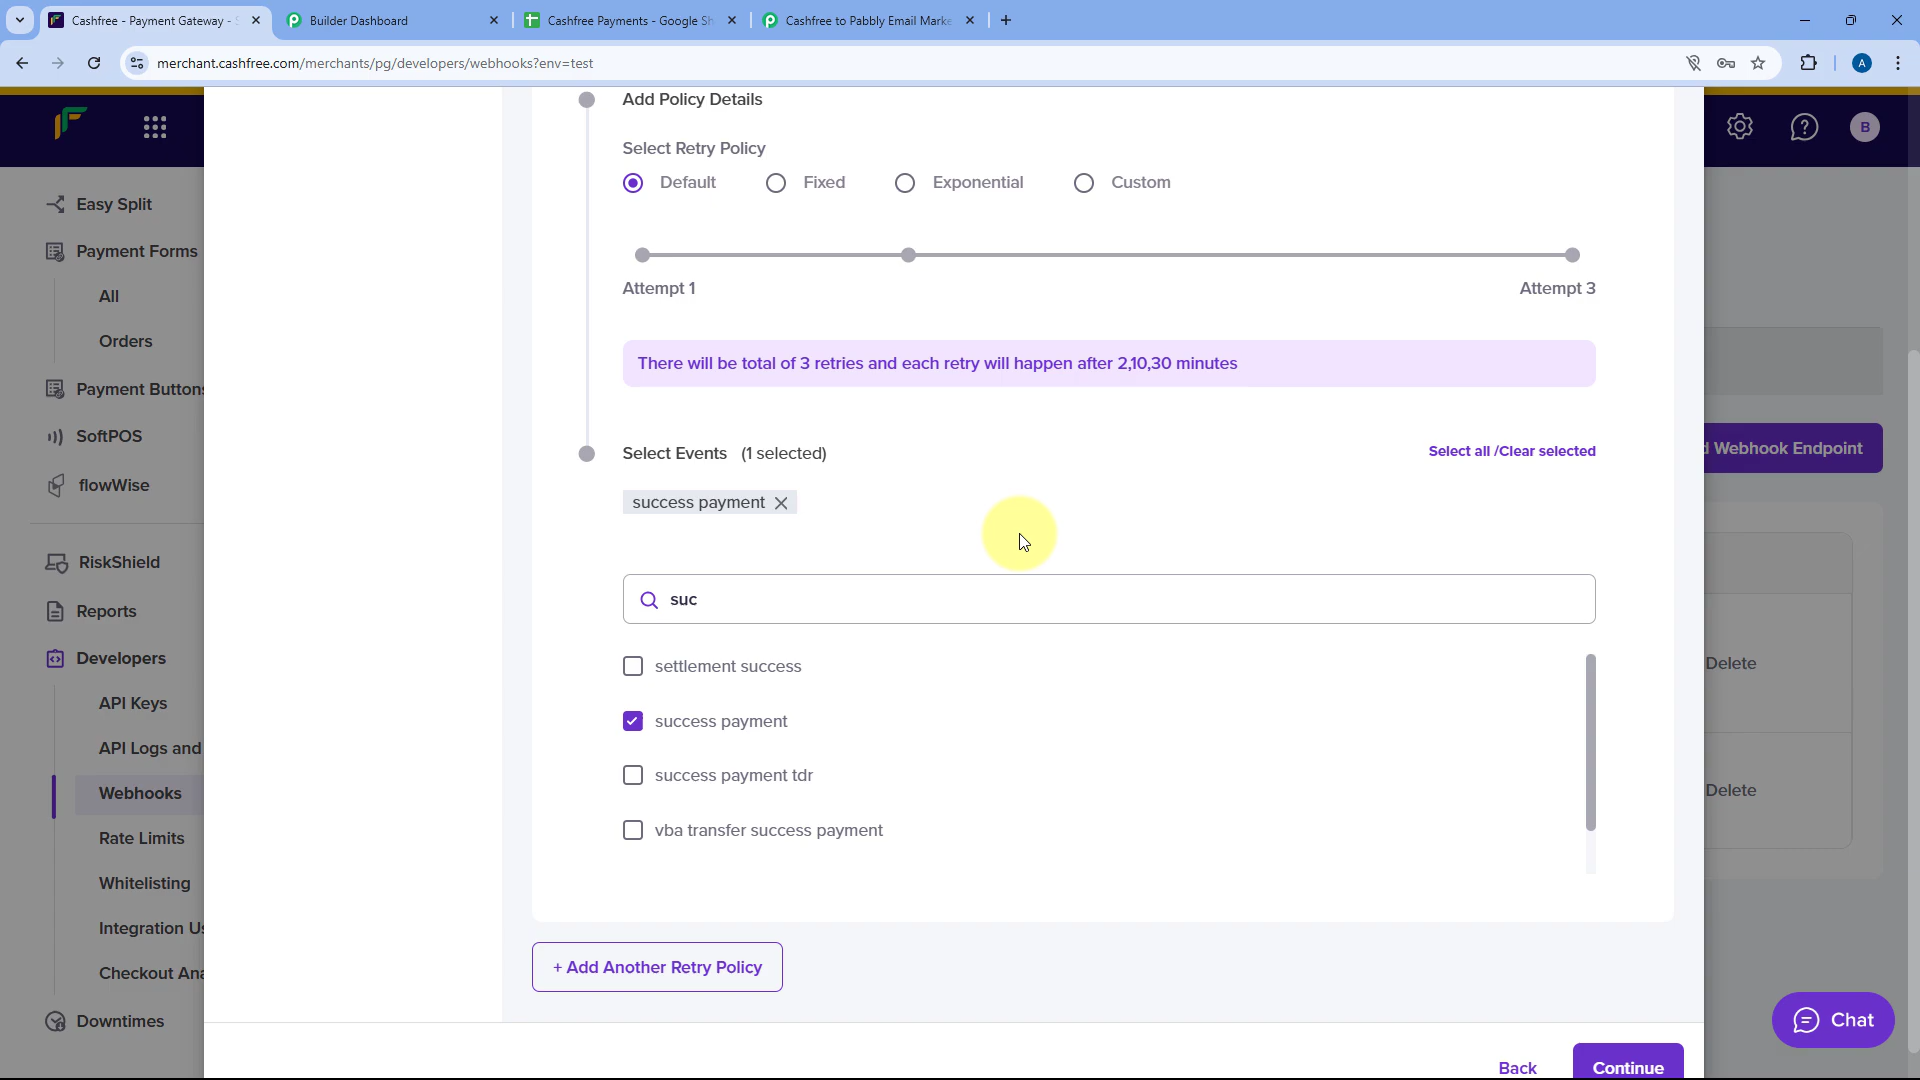 Cashfree - Payment Gateway -
Builder Dashboard
Cashfree Payments - Google Sh
Cashfree to Pabbly Email Marke
merchant.cashfree.com/merchants/pg/developers/webhooks?env=test
A
B
Easy Split
Payment Forms
All
Orders
Payment Buttons
SoftPOS
flowWise
RiskShield
Reports
Developers
API Keys
API Logs and
Webhooks
Rate Limits
Whitelisting
Integration Us
Checkout Ana
Downtimes
Add Policy Details
Select Retry Policy
Default Fixed Exponential Custom
Attempt 1 Attempt 3
There will be total of 3 retries and each retry will happen after 2,10,30 minutes
Select Events (1 selected) Select all /Clear selected
success payment
suc
settlement success
success payment
success payment tdr
vba transfer success payment
+ Add Another Retry Policy
Back Continue
Webhook Endpoint
Delete
Delete
Chat